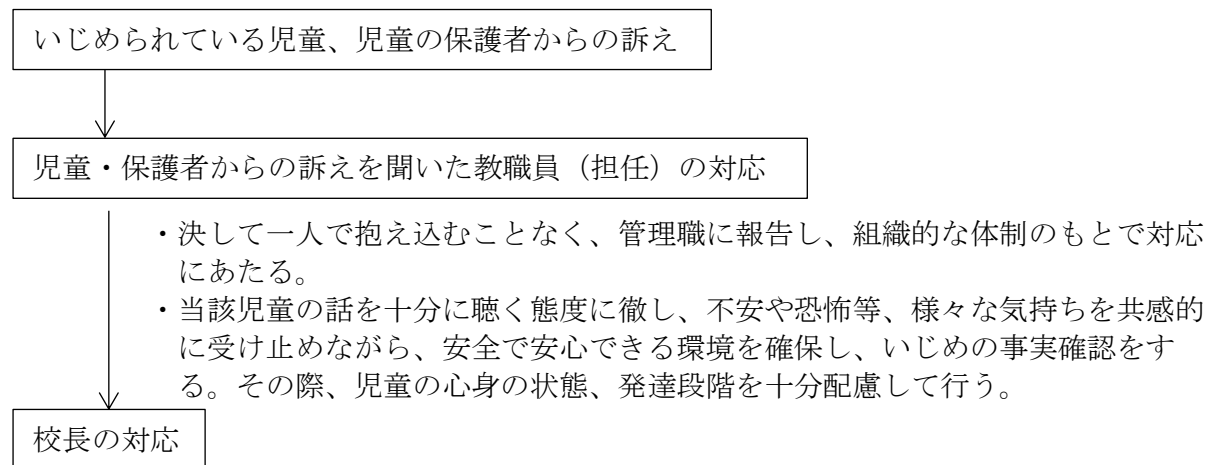 いじめられている児童、児童の保護者からの訴え
児童・保護者からの訴えを聞いた教職員（担任）の対応
・決して一人で抱え込むことなく、管理職に報告し、組織的な体制のもとで対応
にあたる。
・当該児童の話を十分に聴く態度に徹し、不安や恐怖等、様々な気持ちを共感的
に受け止めながら、安全で安心できる環境を確保し、いじめの事実確認をす
る。その際、児童の心身の状態、発達段階を十分配慮して行う。
校長の対応